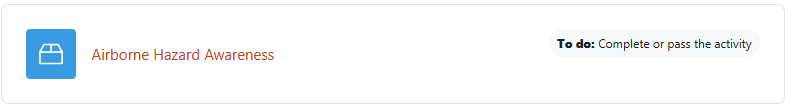 Airborne Hazard Awareness
To do: Complete or pass the activity